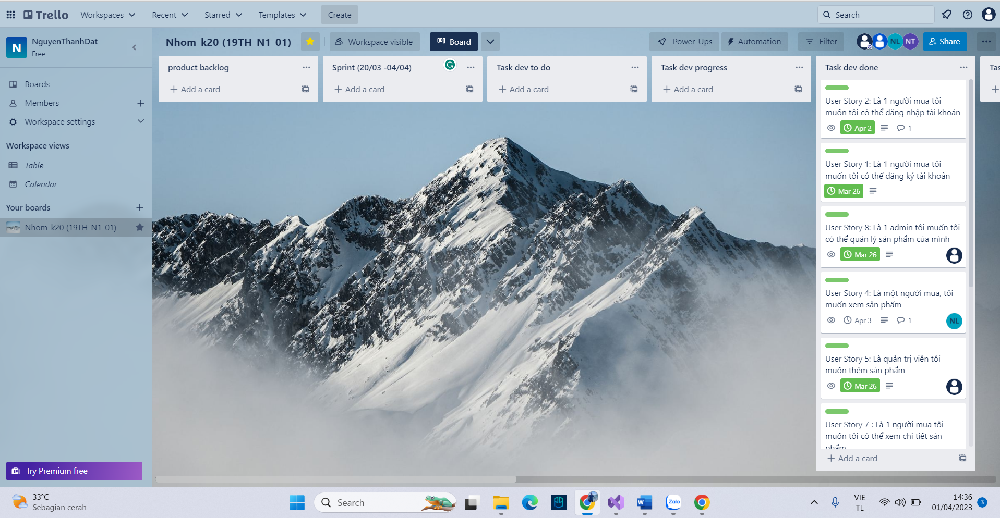 Trello
Workspaces
Recent
Starred
Templates
Create
Search
N
NguyenThanhDat
Free
Boards
Members
Workspace settings
Workspace views
Table
Calendar
Your boards
Nhom_k20 (19TH_N1_01)
Try Premium free
Nhom_k20 (19TH_N1_01)
Workspace visible
Board
Power-Ups
Automation
Filter
NL
NT
Share
product backlog
Add a card
Sprint (20/03 -04/04)
Add a card
Task dev to do
Add a card
Task dev progress
Add a card
Task dev done
User Story 2: Là 1 người mua tôi
muốn tôi có thể đăng nhập tài khoản
Apr 2
1
User Story 1: Là 1 người mua tôi
muốn tôi có thể đăng ký tài khoản
Mar 26
User Story 8: Là 1 admin tôi muốn tôi
có thể quản lý sản phẩm của mình
Mar 26
User Story 4: Là một người mua, tôi
muốn xem sản phẩm
Apr 3
1
NL
User Story 5: Là quản trị viên tôi
muốn thêm sản phẩm
Mar 26
User Story 7 : Là 1 người mua tôi
muốn tôi có thể xem chi tiết sản
phẩm
Add a card
Tas
33°C
Sebagian cerah
Search
Zalo
VIE
TL
14:36
01/04/2023
3